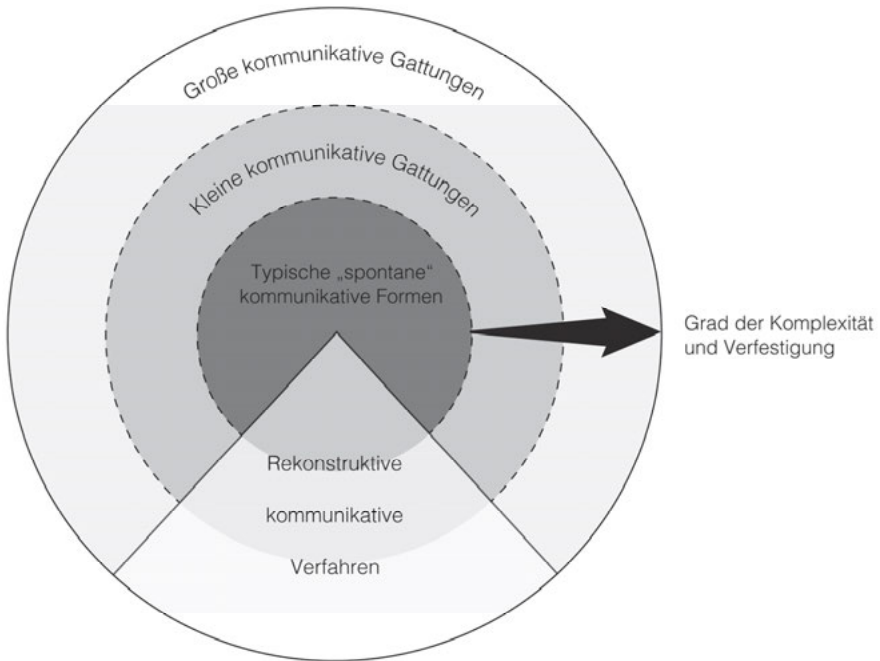 Große kommunikative Gattungen
Kleine kommunikative Gattungen
Typische „spontane“
kommunikative Formen
Grad der Komplexität
und Verfestigung
Rekonstruktive
kommunikative
Verfahren